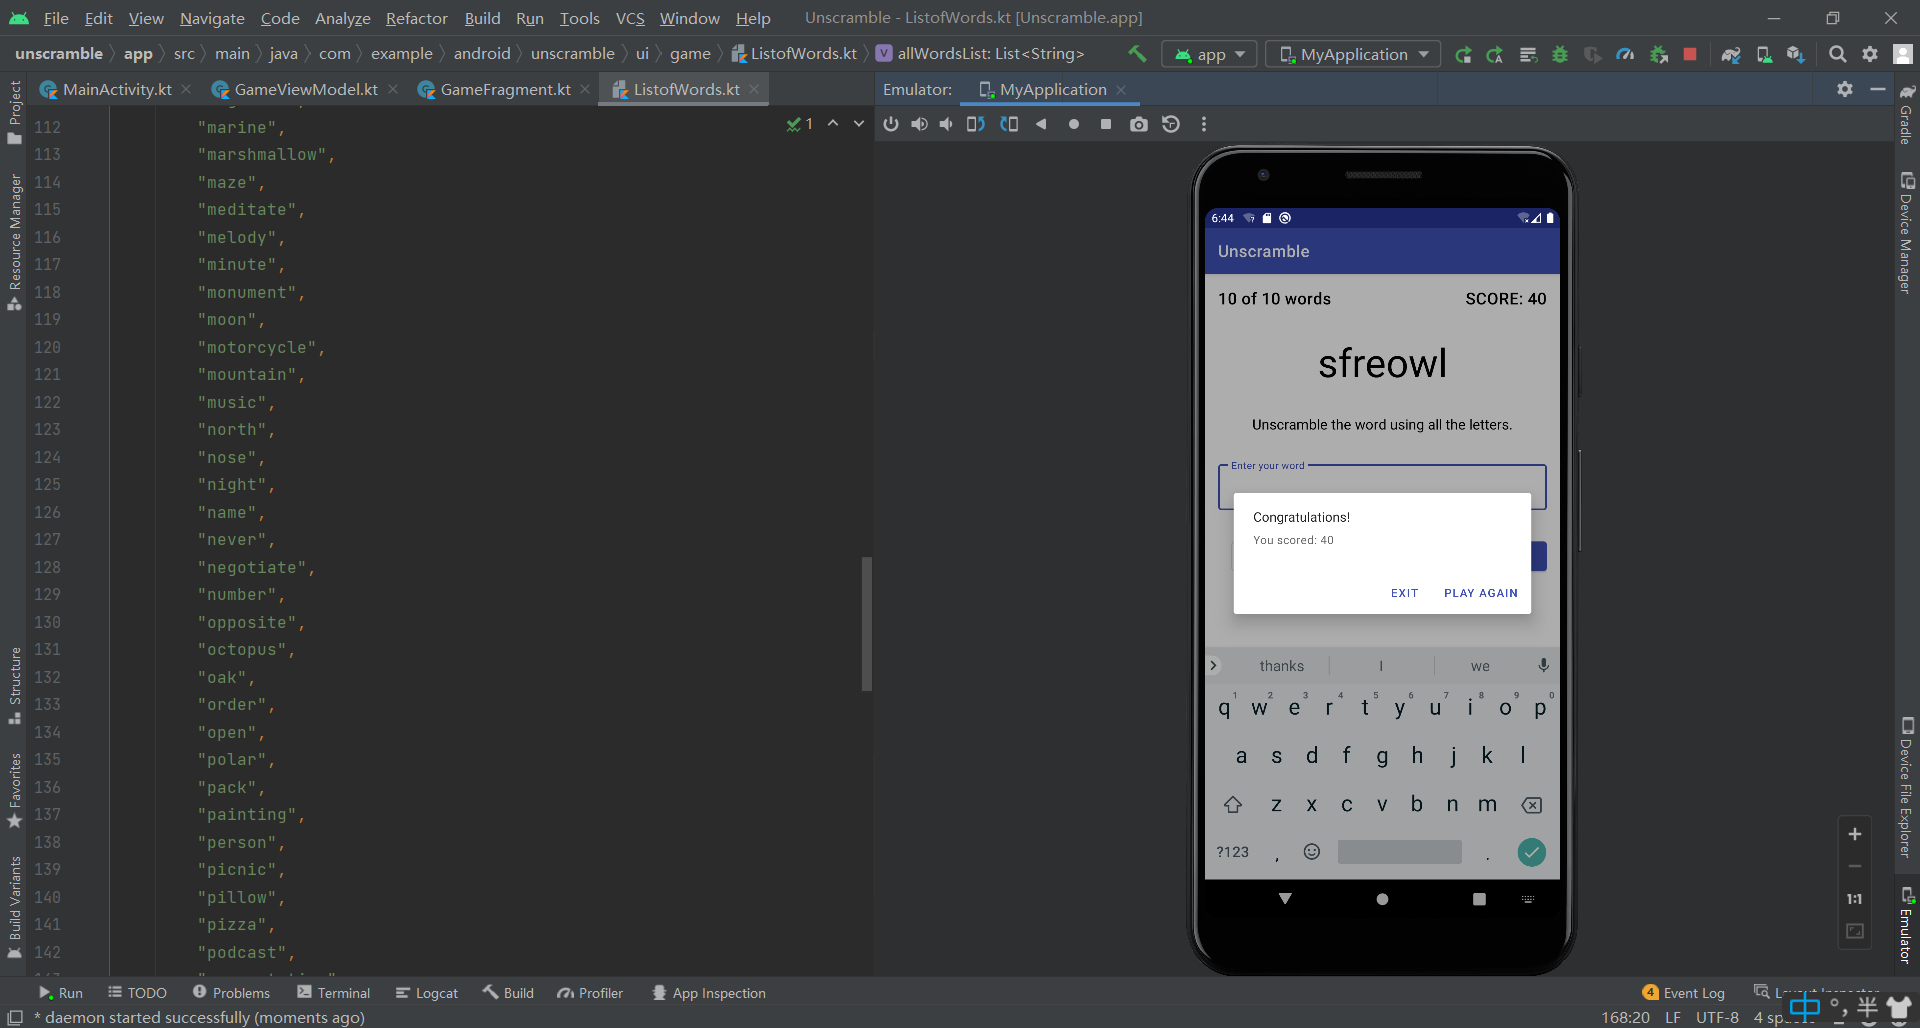 File Edit View Navigate Code Analyze Refactor Build Run Tools VCS Window Help Unscramble - ListofWords.kt [Unscramble.app]
unscramble app src main java com example android unscramble ui game ListofWords.kt allWordsList: List<String> app MyApplication
MainActivity.kt GameViewModel.kt GameFragment.kt ListofWords.kt Emulator: MyApplication
1
112 "marine",
113 "marshmallow",
114 "maze",
115 "meditate",
116 "melody",
117 "minute",
118 "monument",
119 "moon",
120 "motorcycle",
121 "mountain",
122 "music",
123 "north",
124 "nose",
125 "night",
126 "name",
127 "never",
128 "negotiate",
129 "number",
130 "opposite",
131 "octopus",
132 "oak",
133 "order",
134 "open",
135 "polar",
136 "pack",
137 "painting",
138 "person",
139 "picnic",
140 "pillow",
141 "pizza",
142 "podcast",
6:44
Unscramble
10 of 10 words SCORE: 40
sfreowl
Unscramble the word using all the letters.
Enter your word
Congratulations!
You scored: 40
EXIT PLAY AGAIN
thanks I we
1 2 3 4 5 6 7 8 9 0
q w e r t y u i o p
a s d f g h j k l
z x c v b n m
?123 , .
1:1
Project
Resource Manager
Structure
Favorites
Build Variants
Gradle
Device Manager
Device File Explorer
Emulator
Run TODO Problems Terminal Logcat Build Profiler App Inspection 4 Event Log
* daemon started successfully (moments ago) 168:20 LF UTF-8 4
中 °, 半